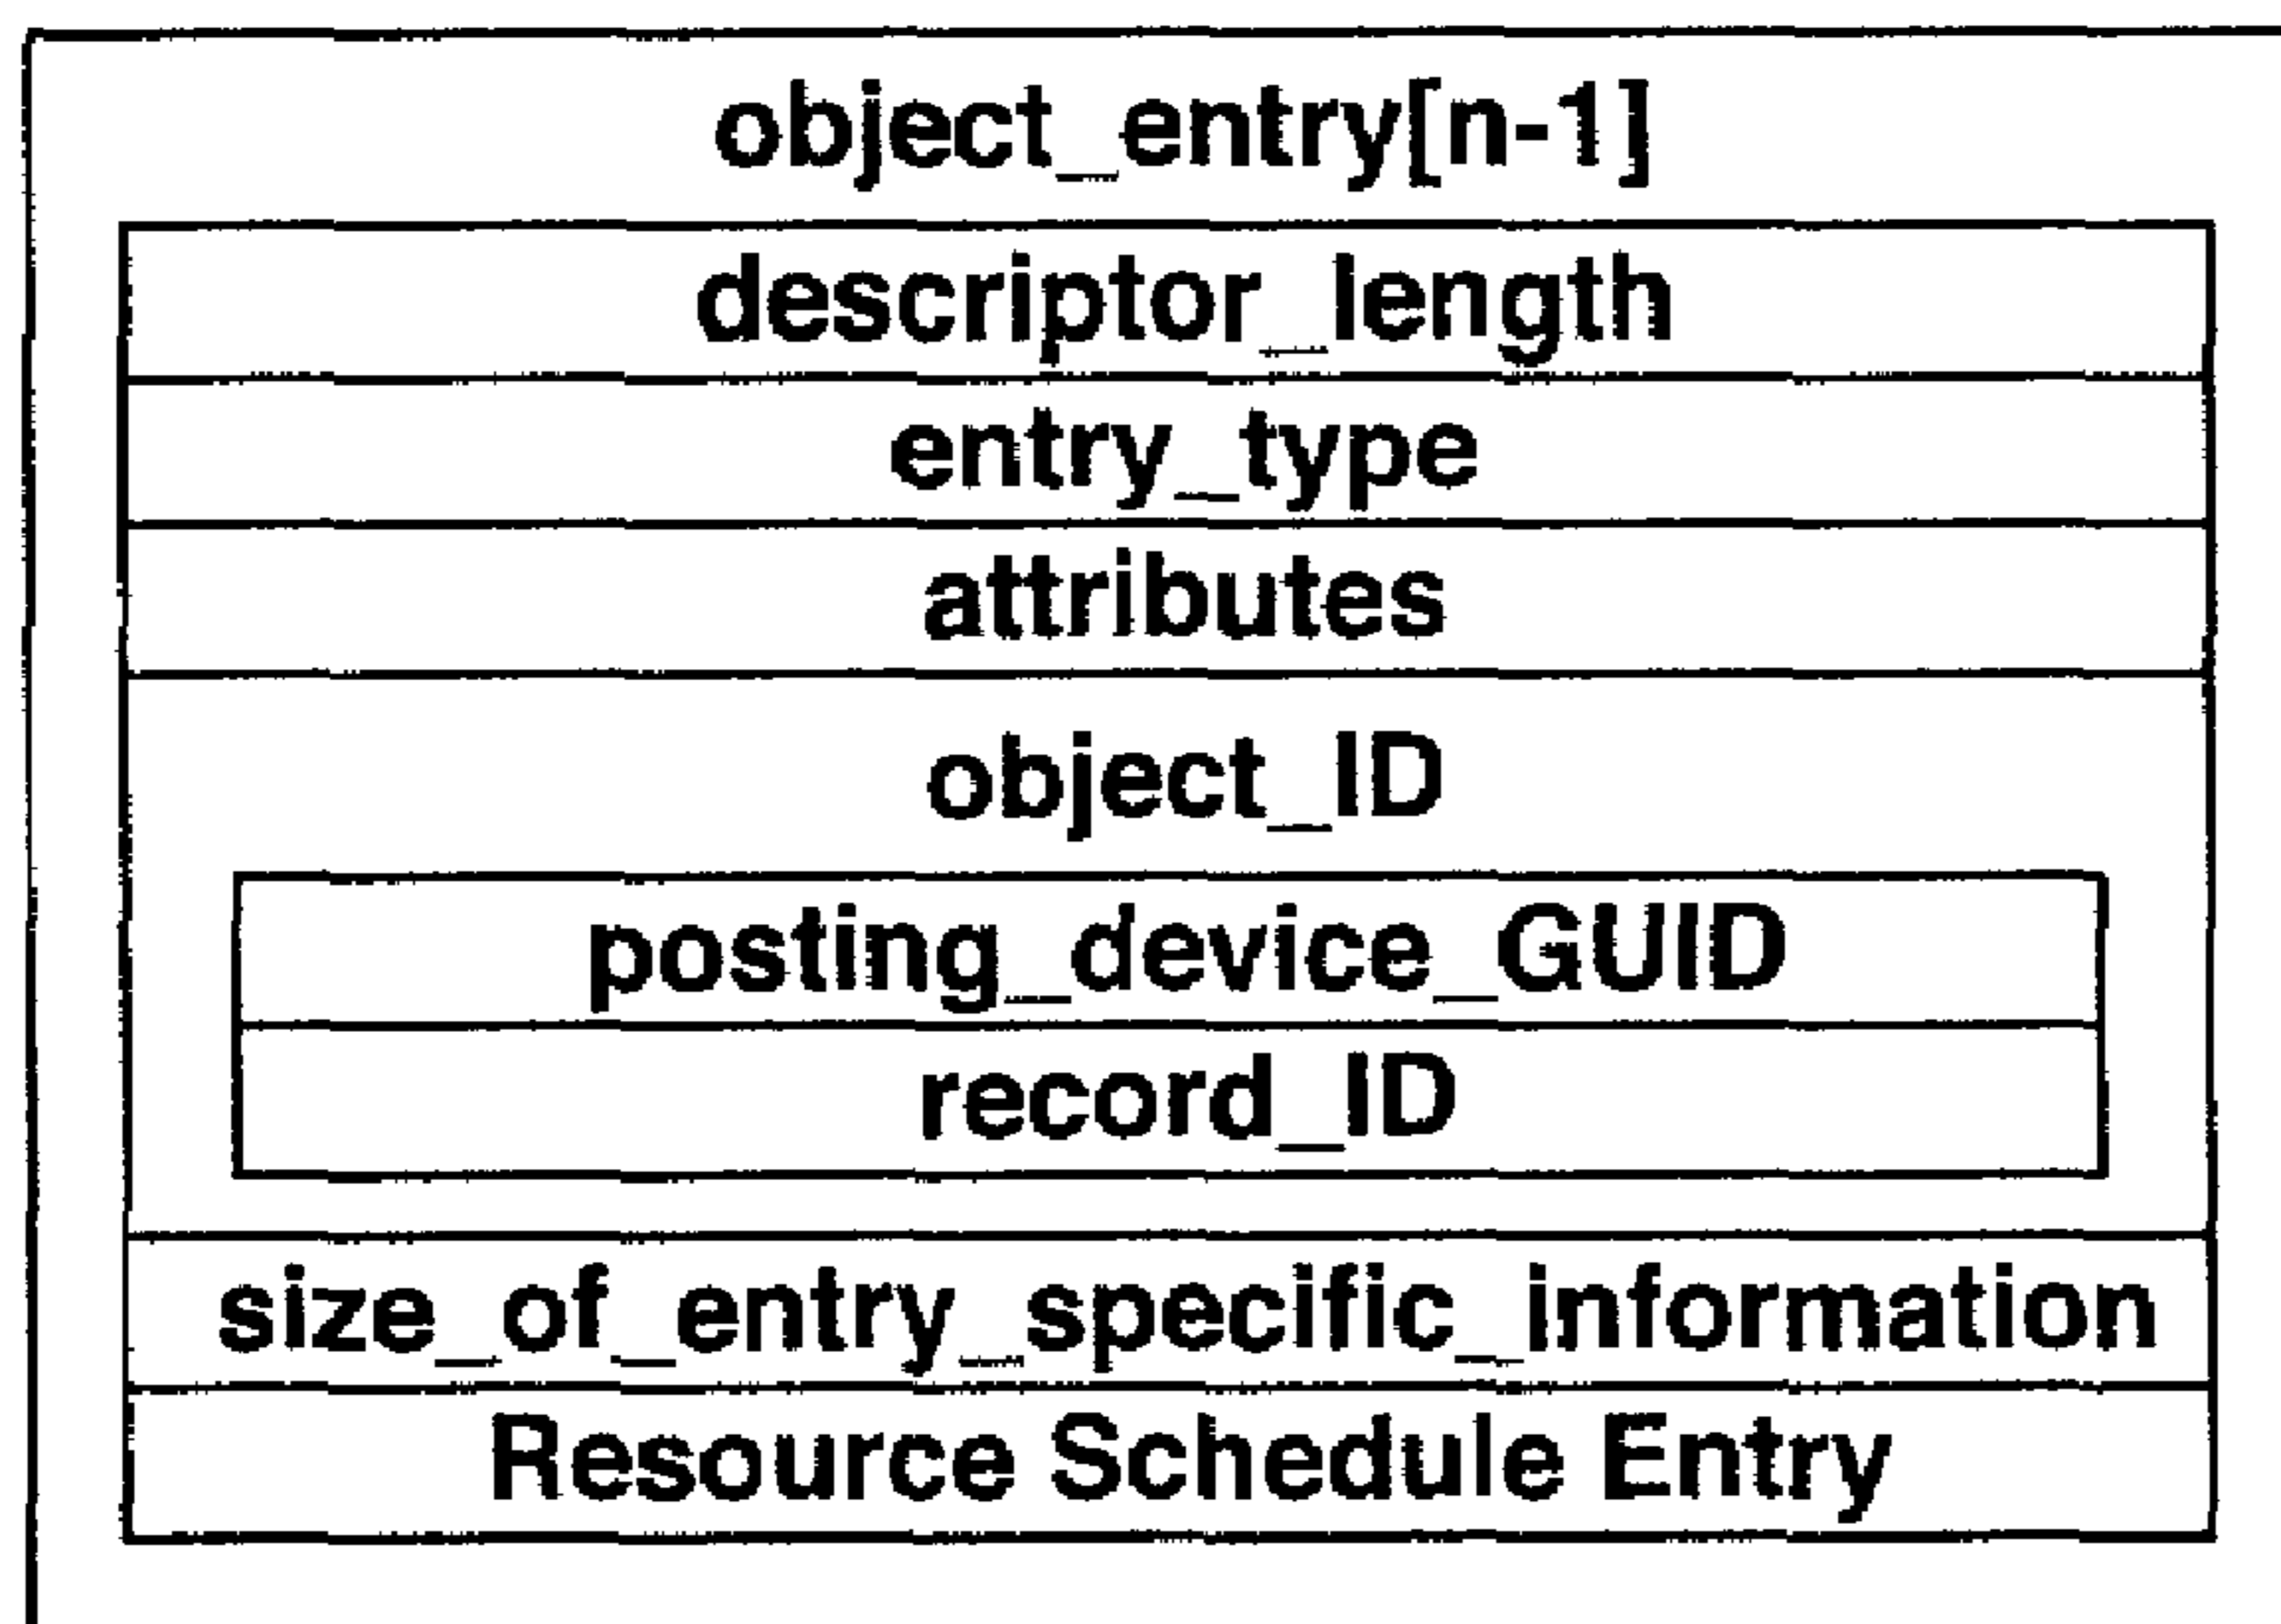 object_entry[n-1]
descriptor_length
entry_type
attributes
object_ID
posting_device_GUID
record_ID
size_of_entry_specific_information
Resource Schedule Entry